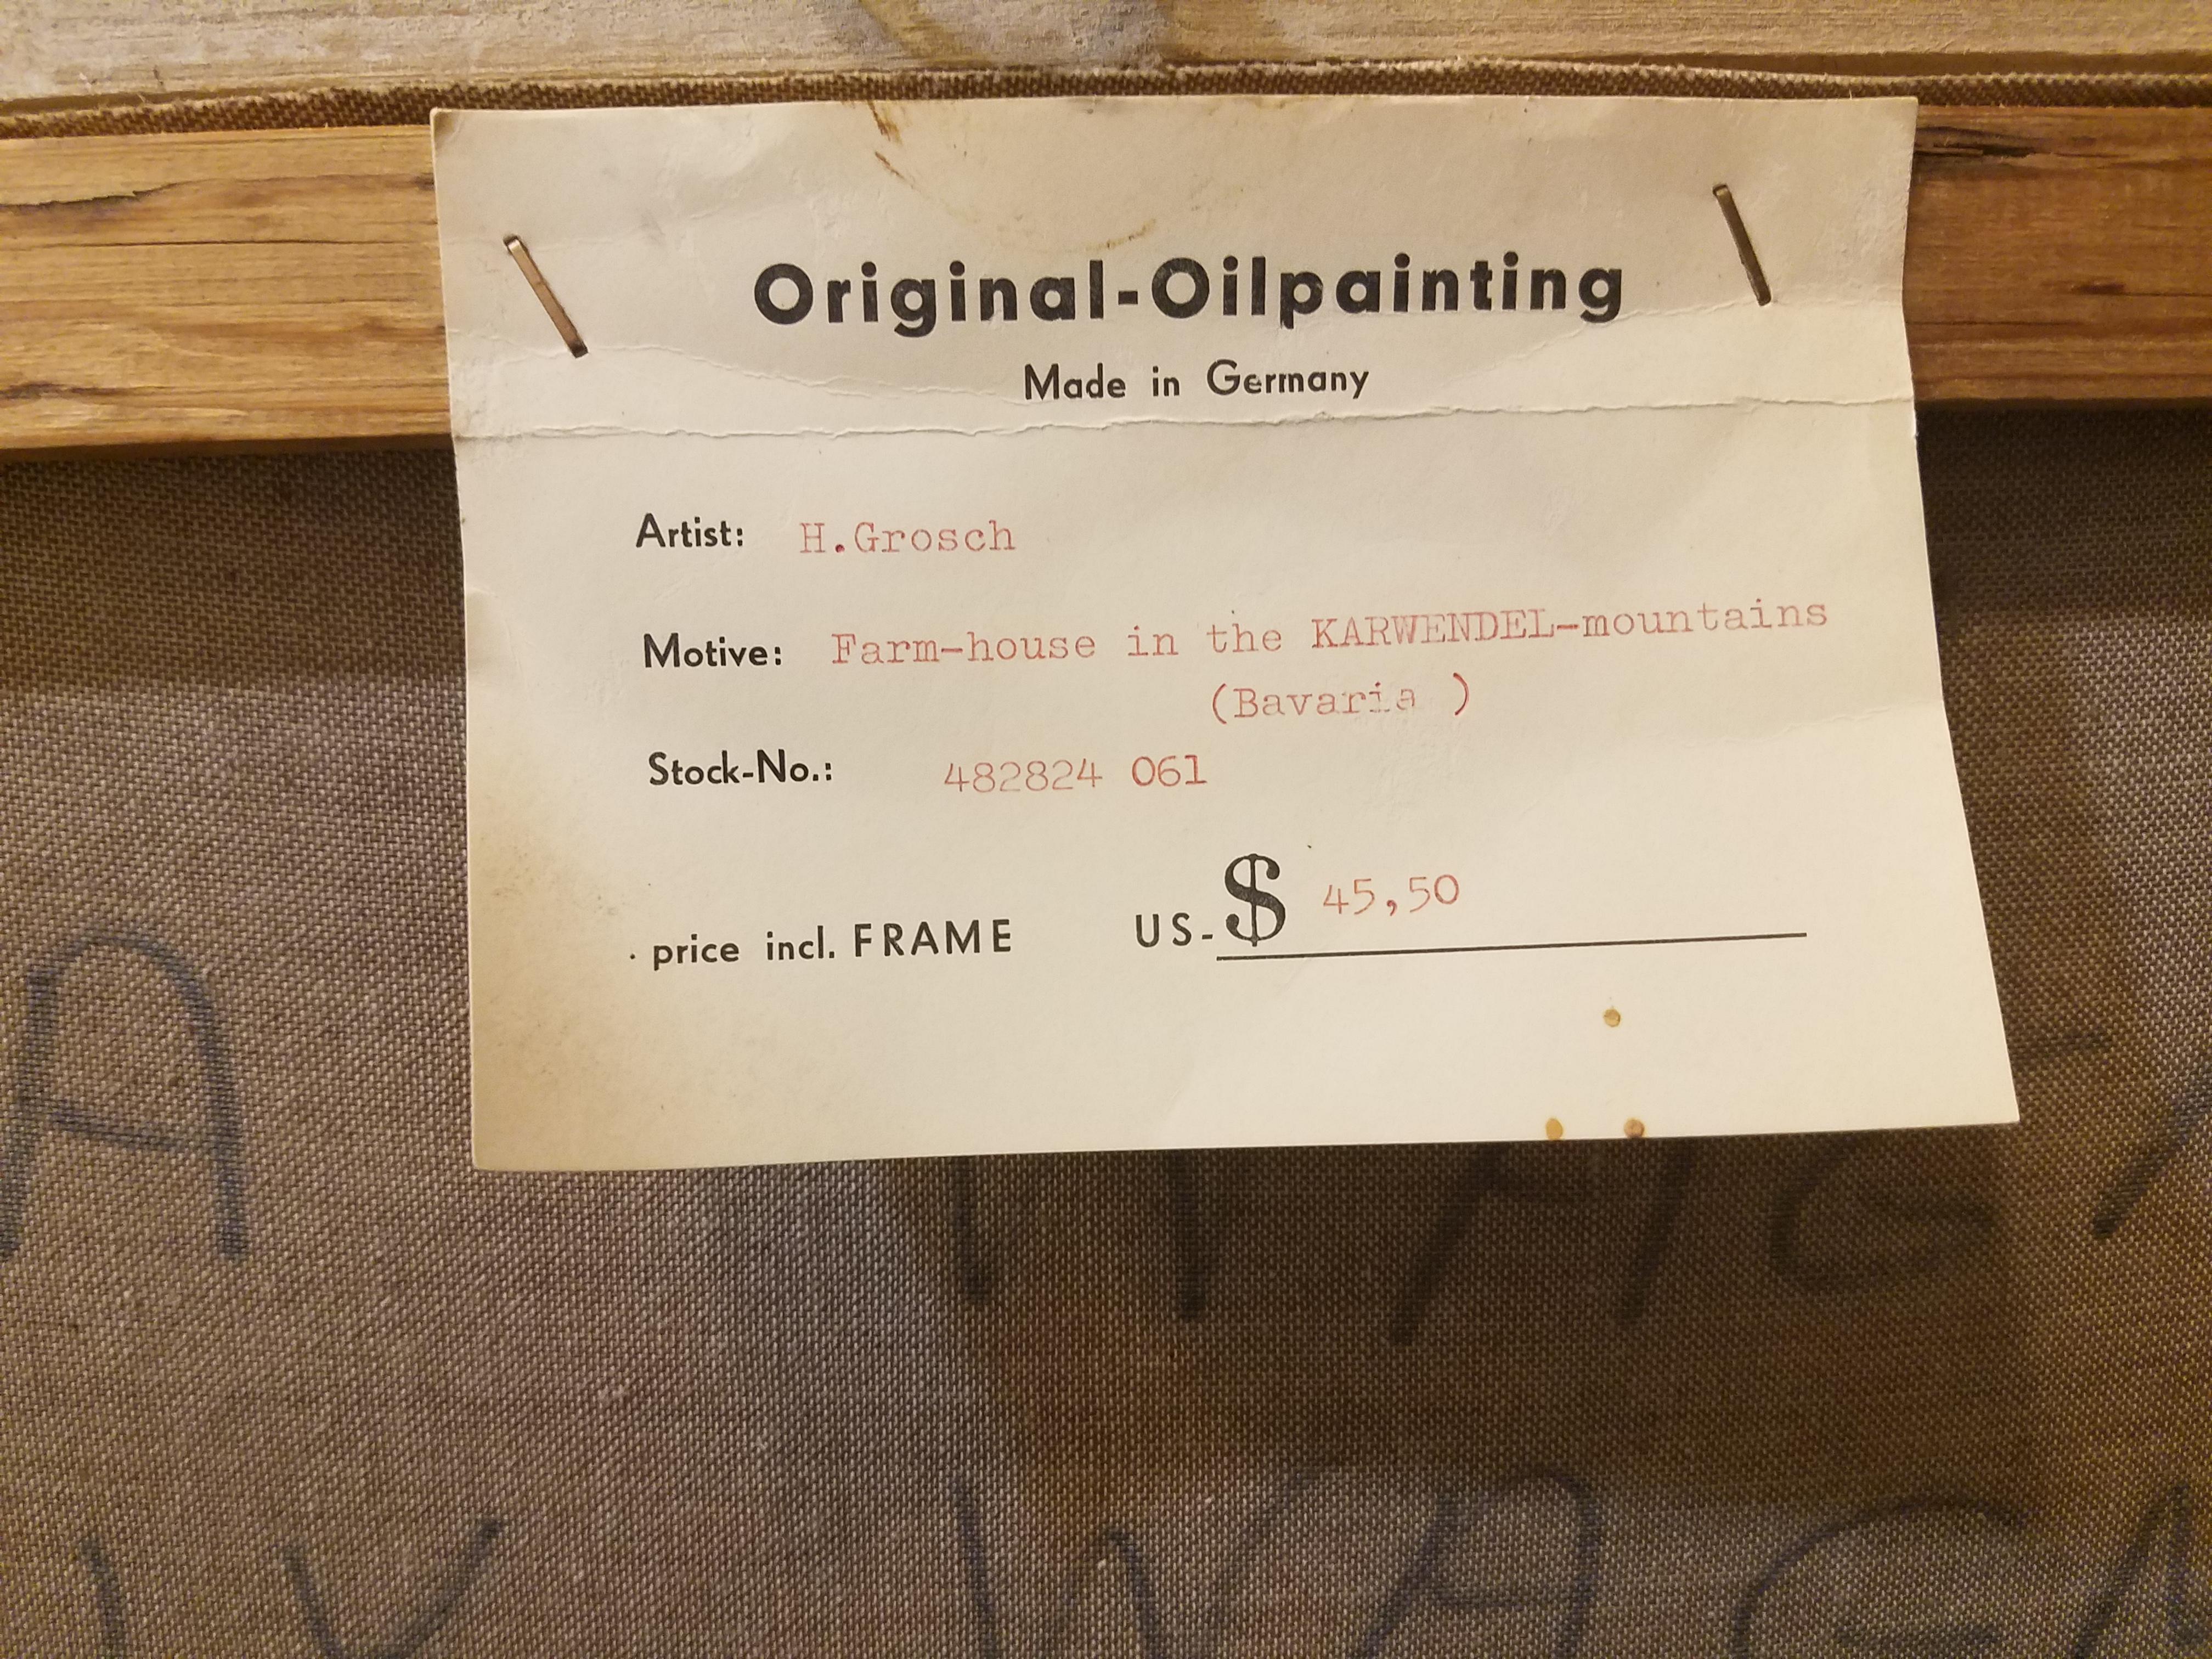 Original-Oilpainting
Made in Germany
Artist: H.Grosch
Motive: Farm-house in the KARWENDEL-mountains
(Bavaria )
Stock-No.: 482824 061
price incl. FRAME US-$ 45,50
A